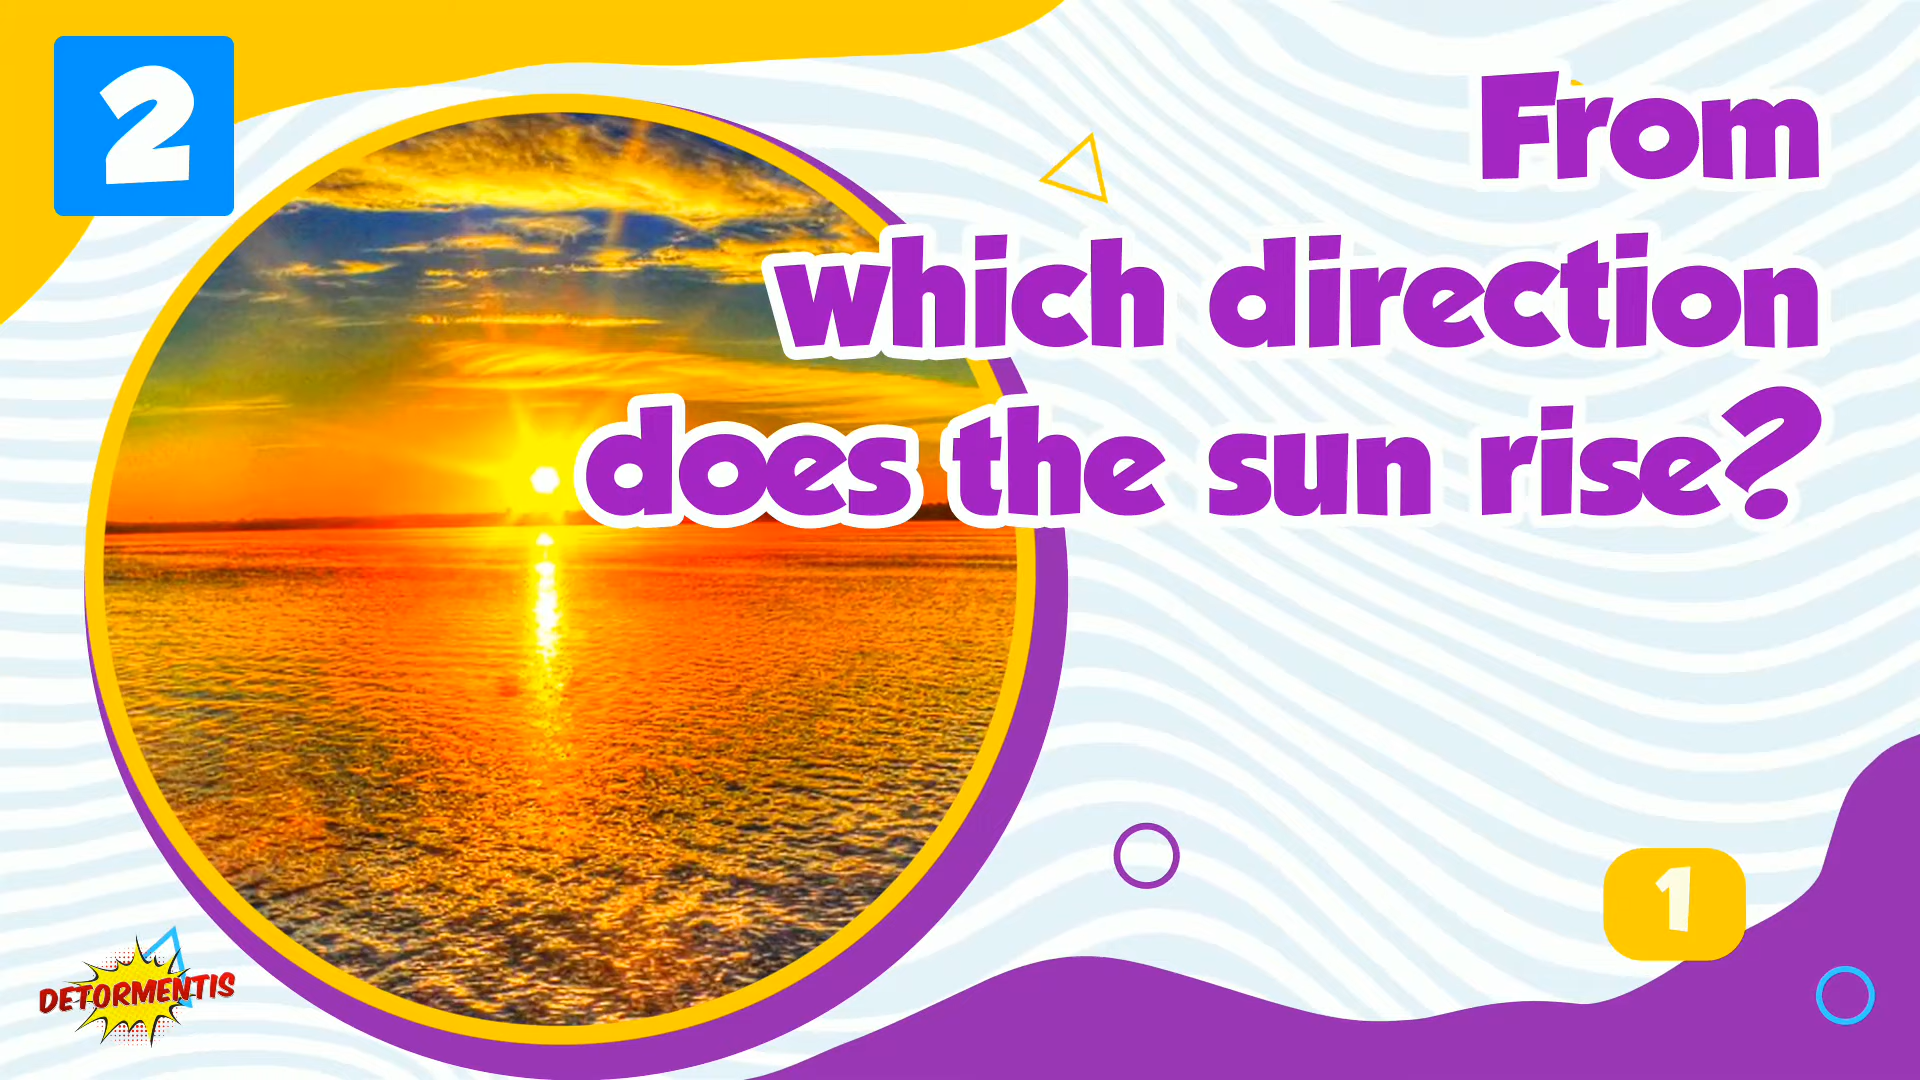 2
From
which direction
does the sun rise?
1
DETORMENTIS